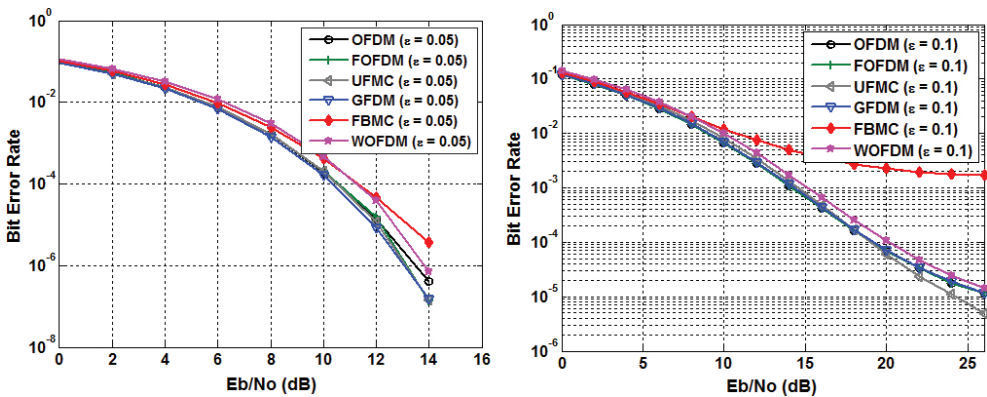 10^0
10^-2
10^-4
10^-6
10^-8
Bit Error Rate
0 2 4 6 8 10 12 14 16
Eb/No (dB)
OFDM (ε = 0.05)
FOFDM (ε = 0.05)
UFMC (ε = 0.05)
GFDM (ε = 0.05)
FBMC (ε = 0.05)
WOFDM (ε = 0.05)
10^0
10^-1
10^-2
10^-3
10^-4
10^-5
10^-6
Bit Error Rate
0 5 10 15 20 25
Eb/No (dB)
OFDM (ε = 0.1)
FOFDM (ε = 0.1)
UFMC (ε = 0.1)
GFDM (ε = 0.1)
FBMC (ε = 0.1)
WOFDM (ε = 0.1)